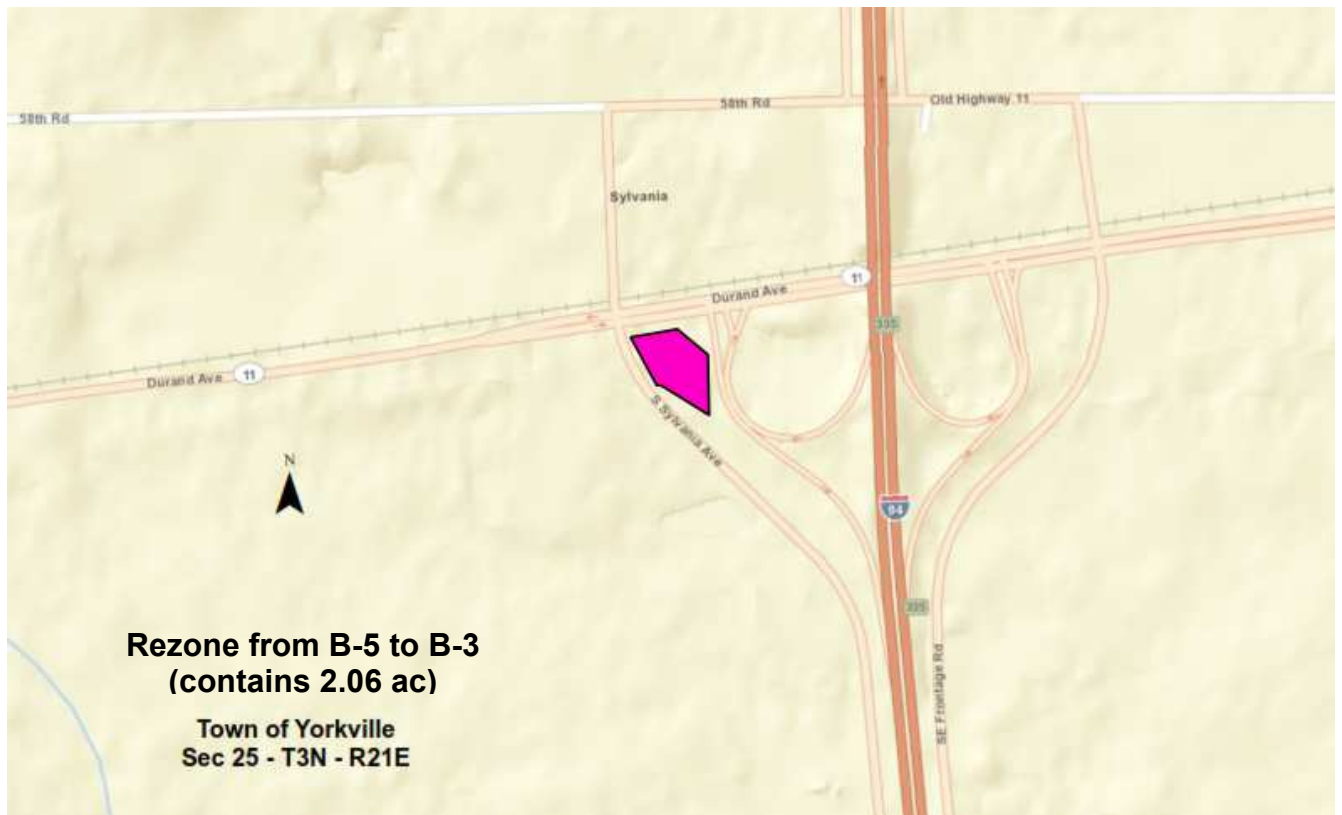 58th Rd
58th Rd
Old Highway 11
Sylvania
11
Durand Ave
335
Durand Ave
11
S Sylvania Ave
N
94
335
SE Frontage Rd
Rezone from B-5 to B-3
(contains 2.06 ac)
Town of Yorkville
Sec 25 - T3N - R21E